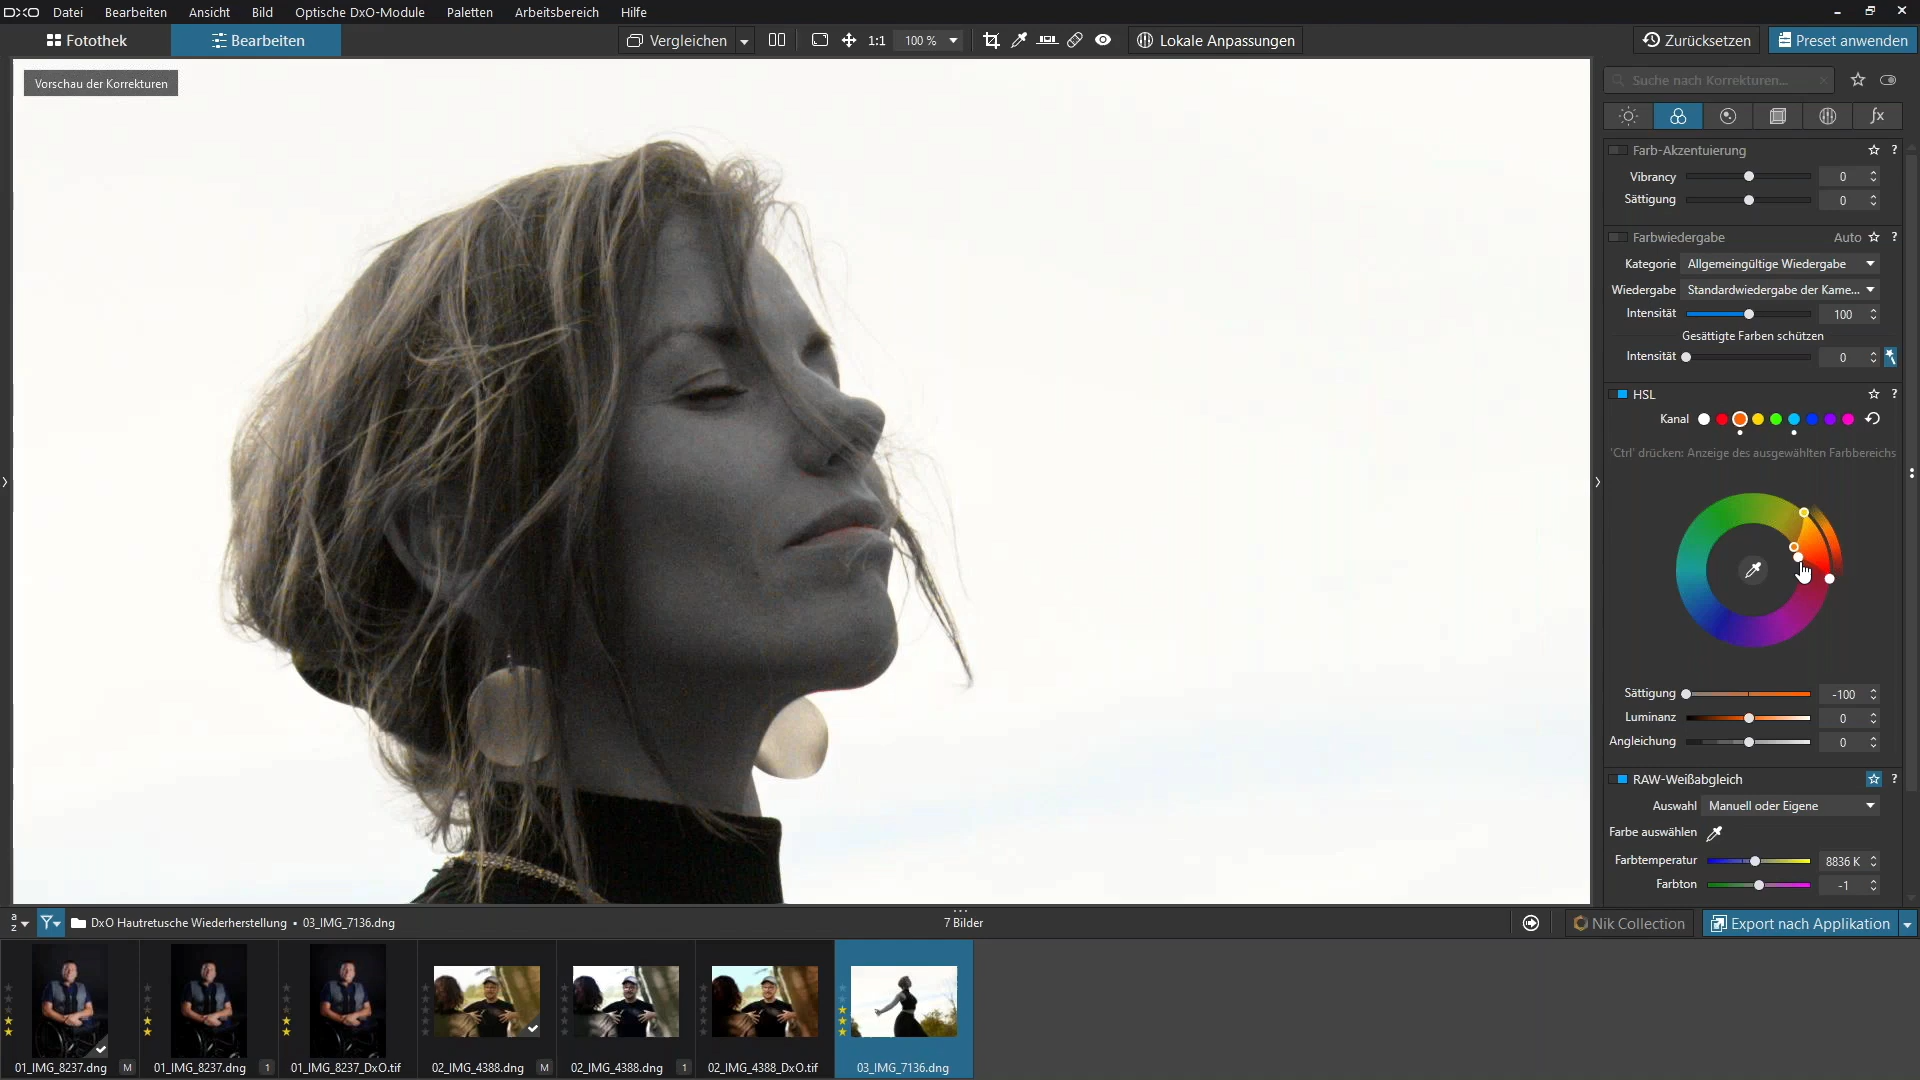 DXO Datei Bearbeiten Ansicht Bild Optische DxO-Module Paletten Arbeitsbereich Hilfe
Fotothek Bearbeiten Vergleichen 1:1 100 % Lokale Anpassungen Zurücksetzen Preset anwenden
Vorschau der Korrekturen
Suche nach Korrekturen...
fx
Farb-Akzentuierung ?
Vibrancy 0
Sättigung 0
Farbwiedergabe Auto ?
Kategorie Allgemeingültige Wiedergabe
Wiedergabe Standardwiedergabe der Kame...
Intensität 100
Gesättigte Farben schützen
Intensität 0
HSL ?
Kanal
'Ctrl' drücken: Anzeige des ausgewählten Farbbereichs
Sättigung -100
Luminanz 0
Angleichung 0
RAW-Weißabgleich ?
Auswahl Manuell oder Eigene
Farbe auswählen
Farbtemperatur 8836 K
Farbton -1
a z DxO Hautretusche Wiederherstellung • 03_IMG_7136.dng 7 Bilder Nik Collection Export nach Applikation
01_IMG_8237.dng M 01_IMG_8237.dng 1 01_IMG_8237_DxO.tif 02_IMG_4388.dng M 02_IMG_4388.dng 1 02_IMG_4388_DxO.tif 03_IMG_7136.dng